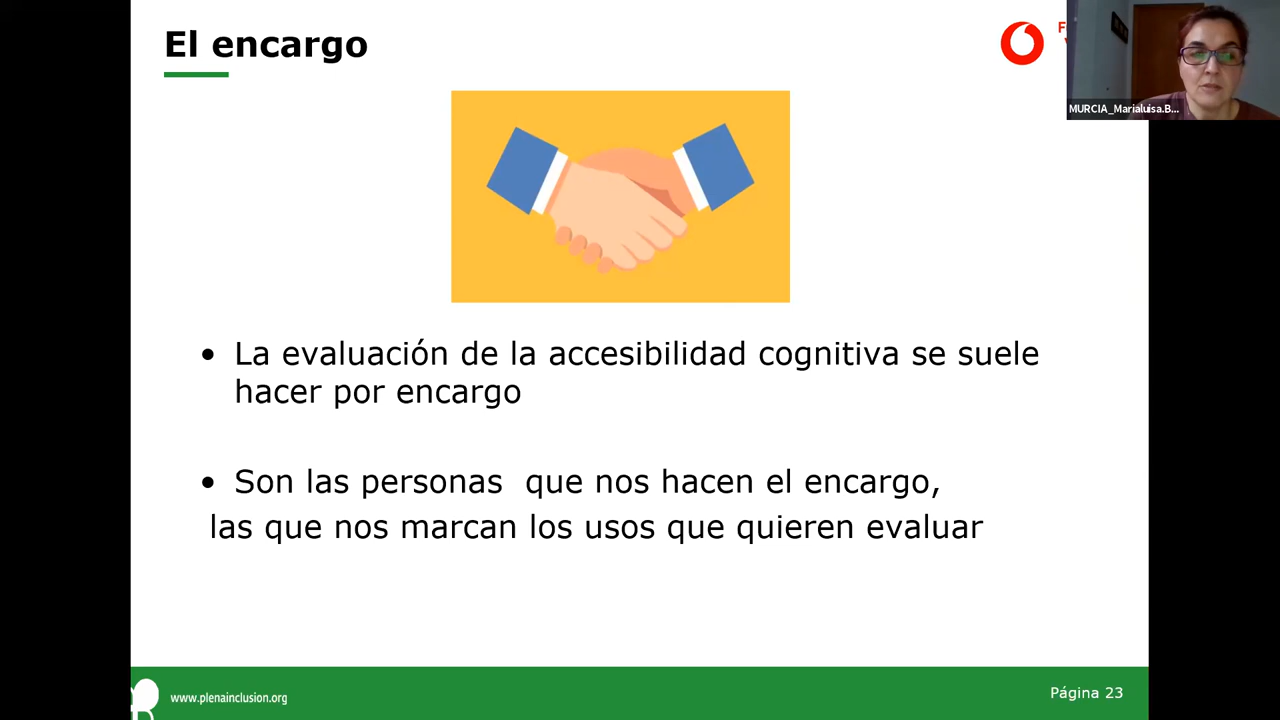 El encargo
MURCIA_Marialuisa.B...
• La evaluación de la accesibilidad cognitiva se suele
hacer por encargo
• Son las personas que nos hacen el encargo,
las que nos marcan los usos que quieren evaluar
www.plenainclusion.org
Página 23